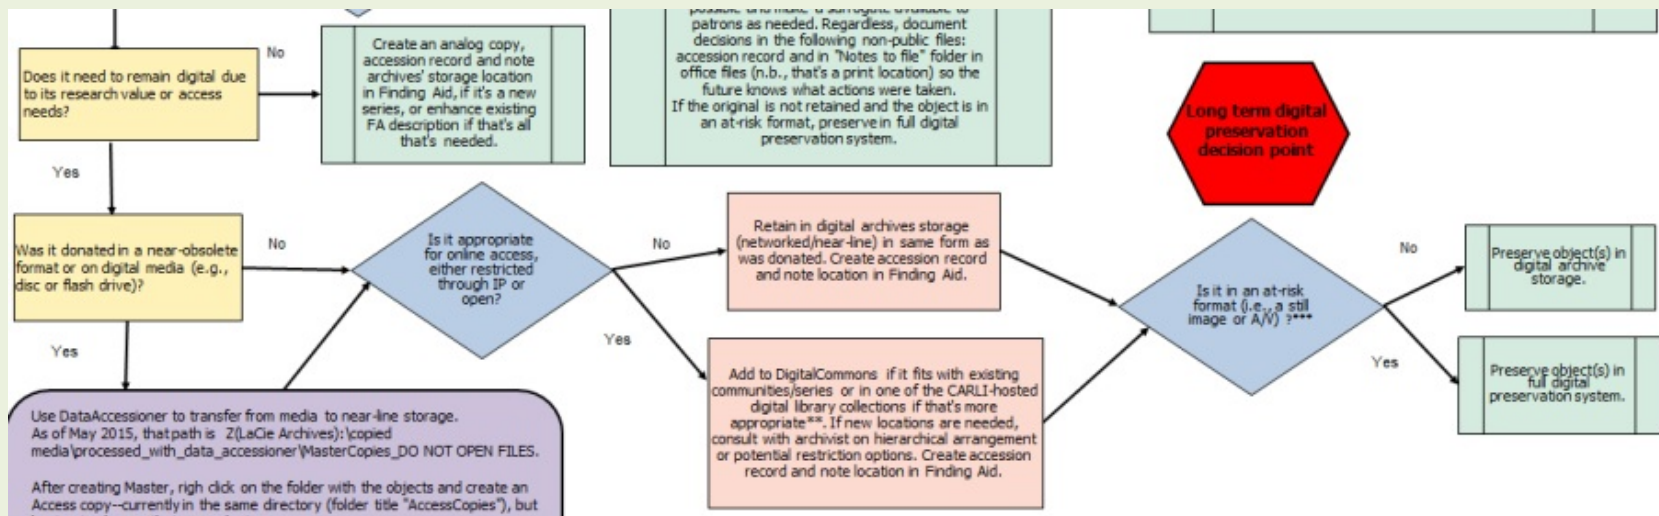 possible and make a surrogate available to
patrons as needed. Regardless, document
decisions in the following non-public files:
accession record and in "Notes to file" folder in
office files (n.b., that's a print location) so the
future knows what actions were taken.
If the original is not retained and the object is in
an at-risk format, preserve in full digital
preservation system.
Does it need to remain digital due
to its research value or access
needs?
No
Create an analog copy,
accession record and note
archives' storage location
in Finding Aid, if it's a new
series, or enhance existing
FA description if that's all
that's needed.
Long term digital
preservation
decision point
Yes
Was it donated in a near-obsolete
format or on digital media (e.g.,
disc or flash drive)?
No
Is it appropriate
for online access,
either restricted
through IP or
open?
No
Retain in digital archives storage
(networked/near-line) in same form as
was donated. Create accession record
and note location in Finding Aid.
Is it in an at-risk
format (i.e., a still
image or A/V) ?***
No
Preserve object(s) in
digital archive
storage.
Yes
Yes
Add to DigitalCommons if it fits with existing
communities/series or in one of the CARLI-hosted
digital library collections if that's more
appropriate**. If new locations are needed,
consult with archivist on hierarchical arrangement
or potential restriction options. Create accession
record and note location in Finding Aid.
Yes
Preserve object(s) in
full digital
preservation system.
Use DataAccessioner to transfer from media to near-line storage.
As of May 2015, that path is Z(LaCie Archives):\copied
media\processed_with_data_accessioner\MasterCopies_DO NOT OPEN FILES.
After creating Master, righ click on the folder with the objects and create an
Access copy--currently in the same directory (folder title "AccessCopies"), but